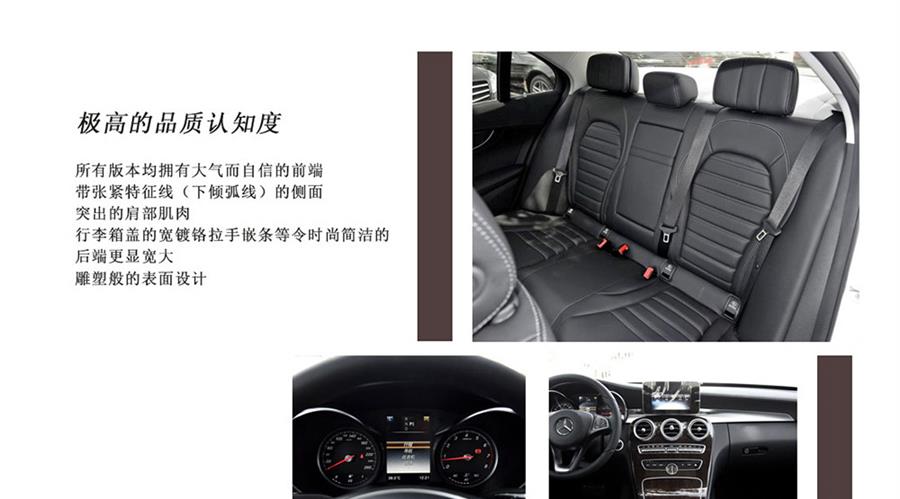 极高的品质认知度
所有版本均拥有大气而自信的前端
带张紧特征线（下倾弧线）的侧面
突出的肩部肌肉
行李箱盖的宽镀铬拉手嵌条等令时尚简洁的
后端更显宽大
雕塑般的表面设计